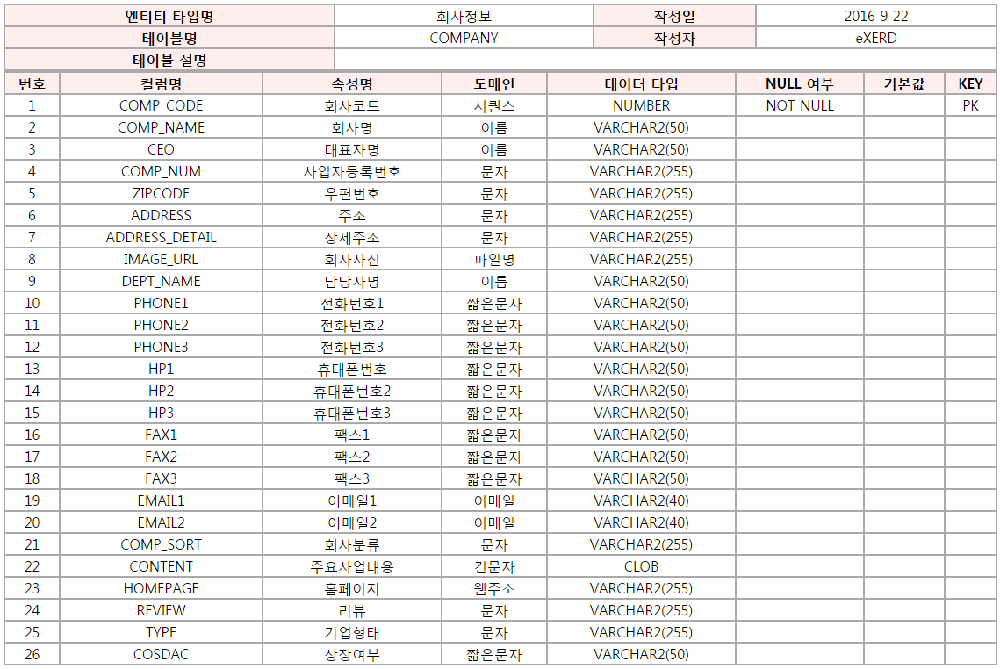 엔티티 타입명 회사정보 작성일 2016 9 22
테이블명 COMPANY 작성자 eXERD
테이블 설명
번호 컬럼명 속성명 도메인 데이터 타입 NULL 여부 기본값 KEY
1 COMP_CODE 회사코드 시퀀스 NUMBER NOT NULL PK
2 COMP_NAME 회사명 이름 VARCHAR2(50)
3 CEO 대표자명 이름 VARCHAR2(50)
4 COMP_NUM 사업자등록번호 문자 VARCHAR2(255)
5 ZIPCODE 우편번호 문자 VARCHAR2(255)
6 ADDRESS 주소 문자 VARCHAR2(255)
7 ADDRESS_DETAIL 상세주소 문자 VARCHAR2(255)
8 IMAGE_URL 회사사진 파일명 VARCHAR2(255)
9 DEPT_NAME 담당자명 이름 VARCHAR2(50)
10 PHONE1 전화번호1 짧은문자 VARCHAR2(50)
11 PHONE2 전화번호2 짧은문자 VARCHAR2(50)
12 PHONE3 전화번호3 짧은문자 VARCHAR2(50)
13 HP1 휴대폰번호 짧은문자 VARCHAR2(50)
14 HP2 휴대폰번호2 짧은문자 VARCHAR2(50)
15 HP3 휴대폰번호3 짧은문자 VARCHAR2(50)
16 FAX1 팩스1 짧은문자 VARCHAR2(50)
17 FAX2 팩스2 짧은문자 VARCHAR2(50)
18 FAX3 팩스3 짧은문자 VARCHAR2(50)
19 EMAIL1 이메일1 이메일 VARCHAR2(40)
20 EMAIL2 이메일2 이메일 VARCHAR2(40)
21 COMP_SORT 회사분류 문자 VARCHAR2(255)
22 CONTENT 주요사업내용 긴문자 CLOB
23 HOMEPAGE 홈페이지 웹주소 VARCHAR2(255)
24 REVIEW 리뷰 문자 VARCHAR2(255)
25 TYPE 기업형태 문자 VARCHAR2(255)
26 COSDAC 상장여부 짧은문자 VARCHAR2(50)